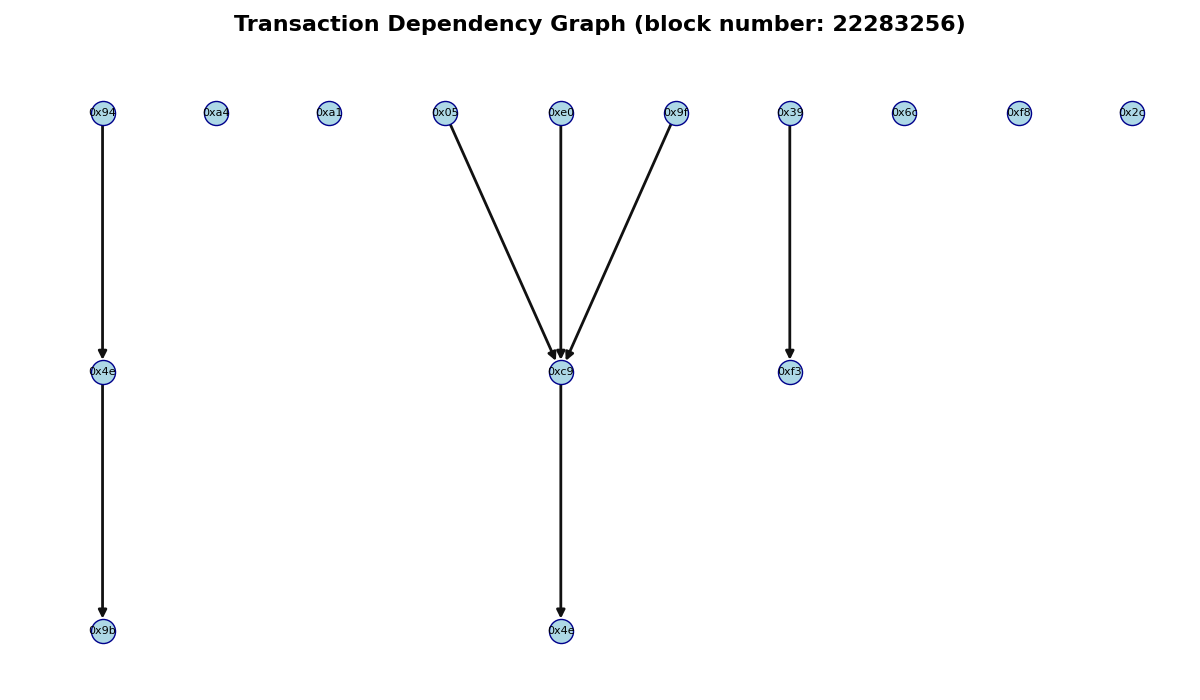 Transaction Dependency Graph (block number: 22283256)
0x94 0xa4 0xa1 0x05 0xe0 0x9f 0x39 0x6c 0xf8 0x2c
0x4e 0xc9 0xf3
0x9b 0x4e